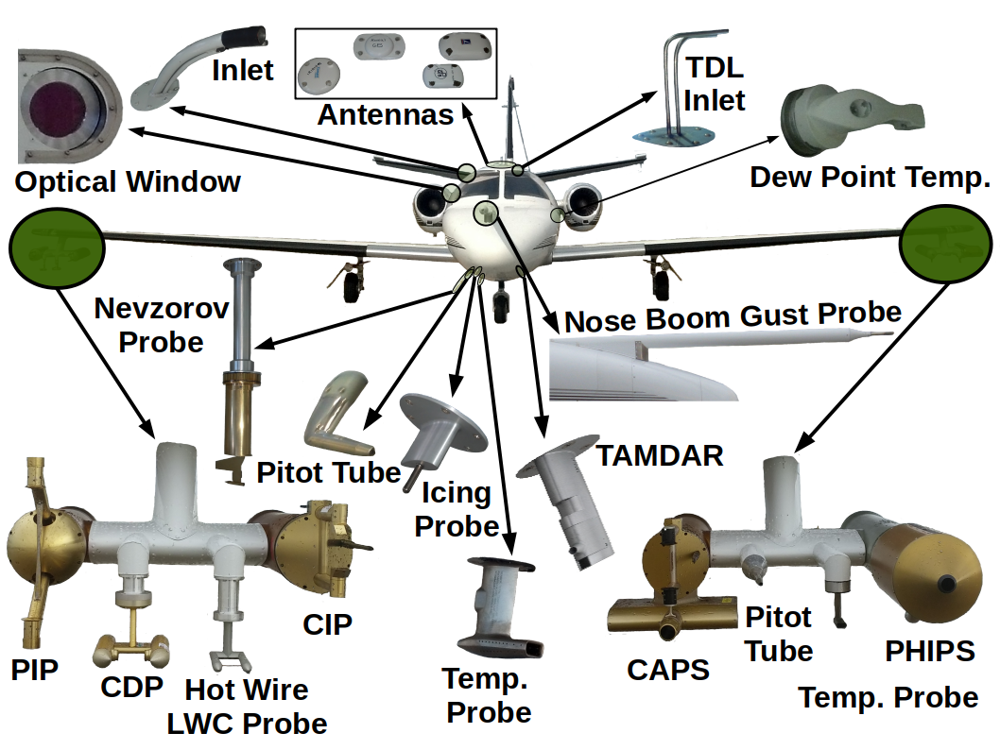 Inlet
Antennas
TDL
Inlet
Optical Window
Dew Point Temp.
Nevzorov
Probe
Nose Boom Gust Probe
Pitot Tube
Icing
Probe
TAMDAR
PIP
CDP
Hot Wire
LWC Probe
CIP
Temp.
Probe
CAPS
Pitot
Tube
PHIPS
Temp. Probe